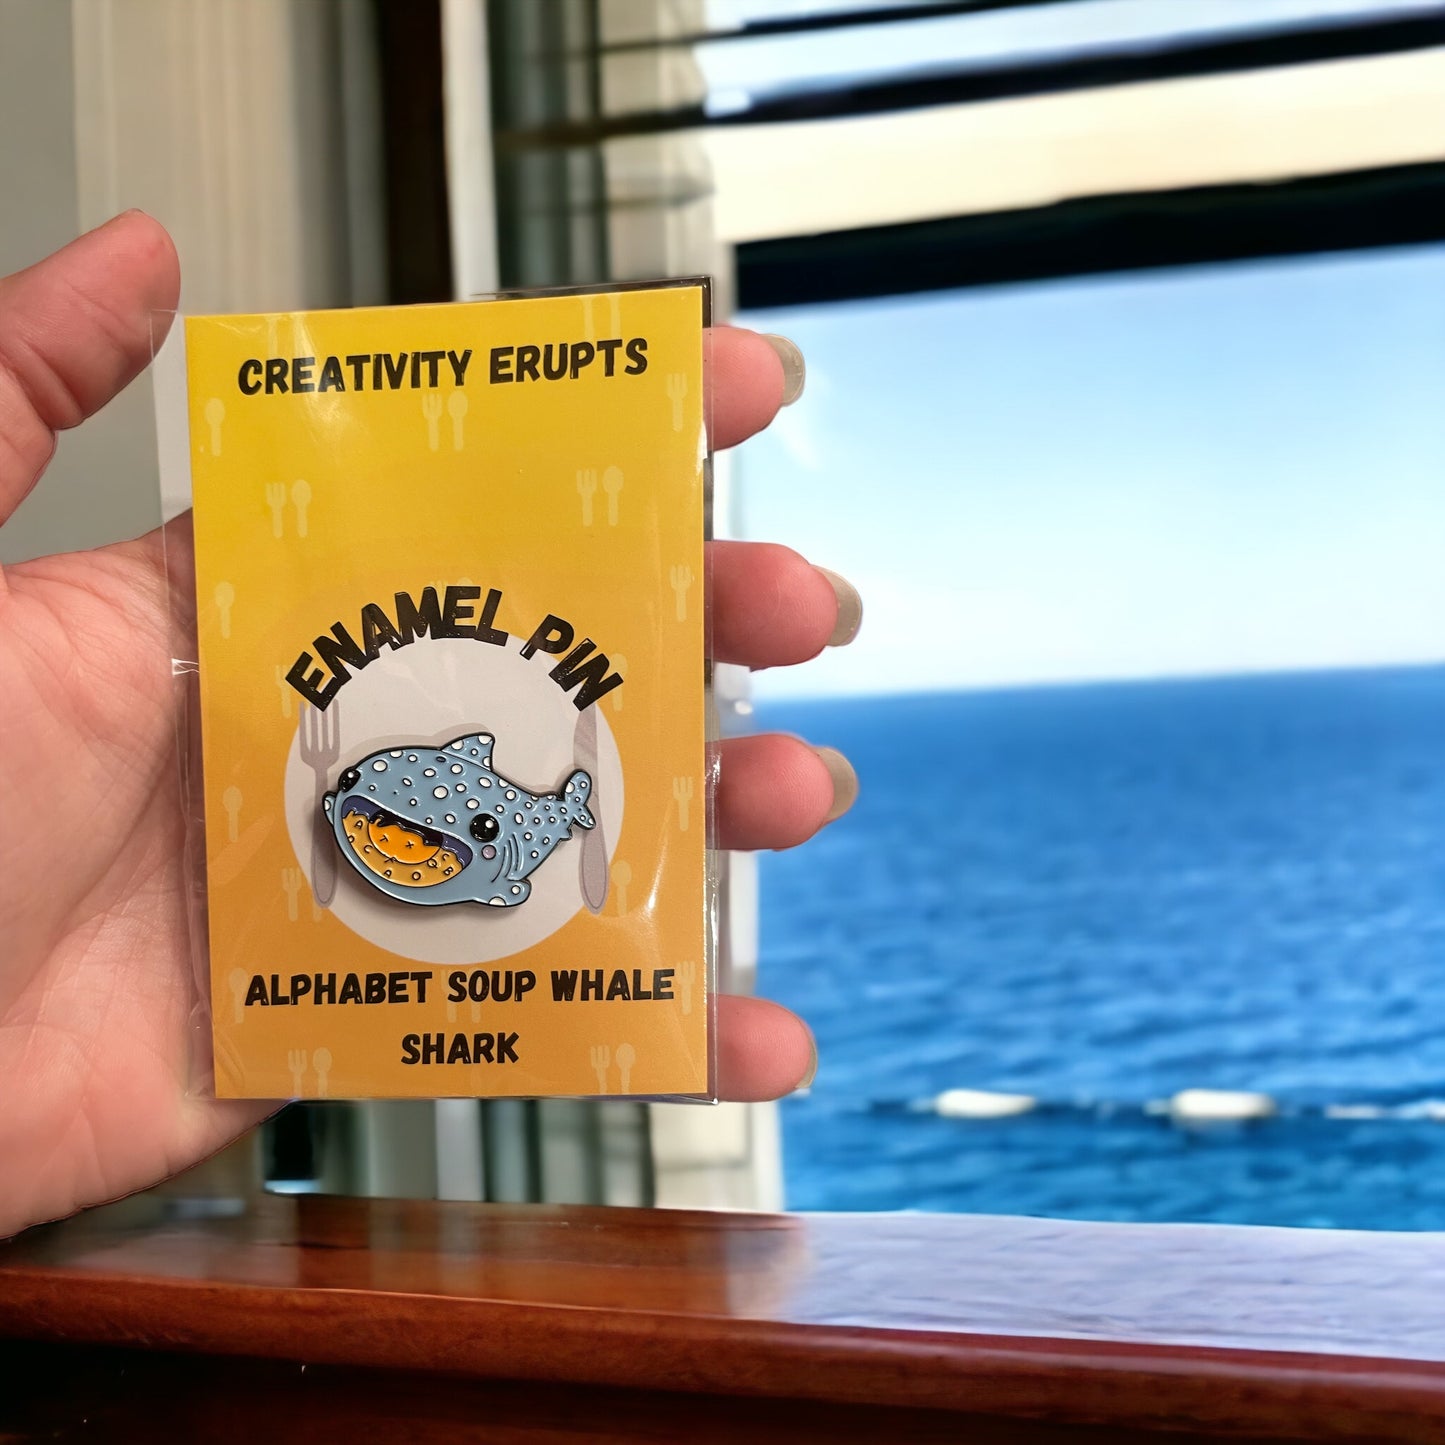 CREATIVITY ERUPTS
ENAMEL PIN
ALPHABET SOUP WHALE
SHARK